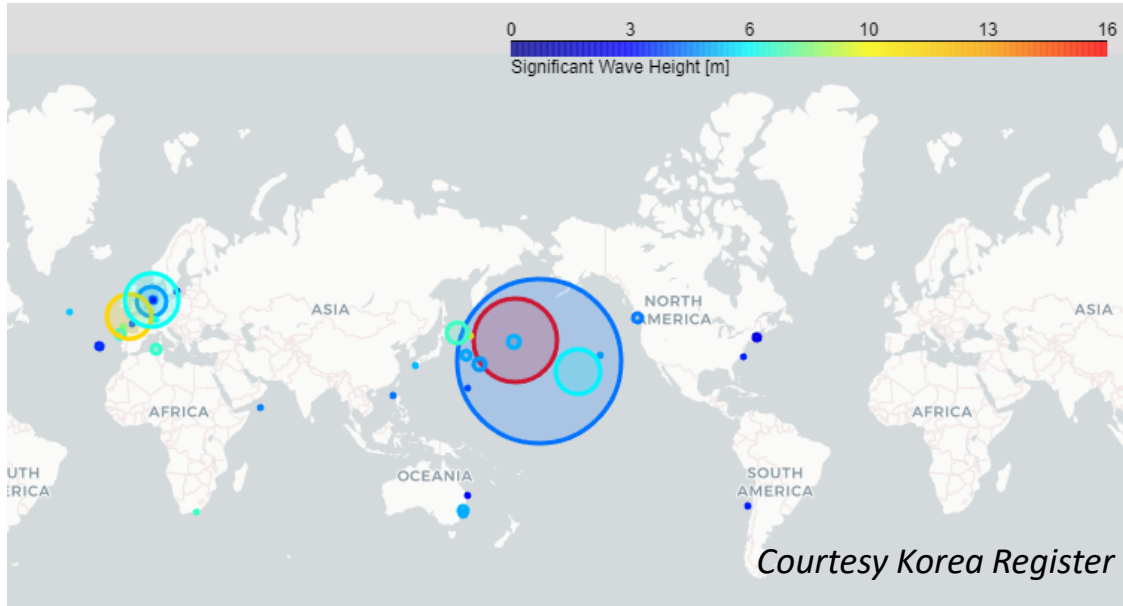 0 3 6 10 13 16
Significant Wave Height [m]
ASIA
NORTH
AMERICA
AFRICA
AFRICA
OCEANIA
UTH
ERICA
SOUTH
AMERICA
Courtesy Korea Register